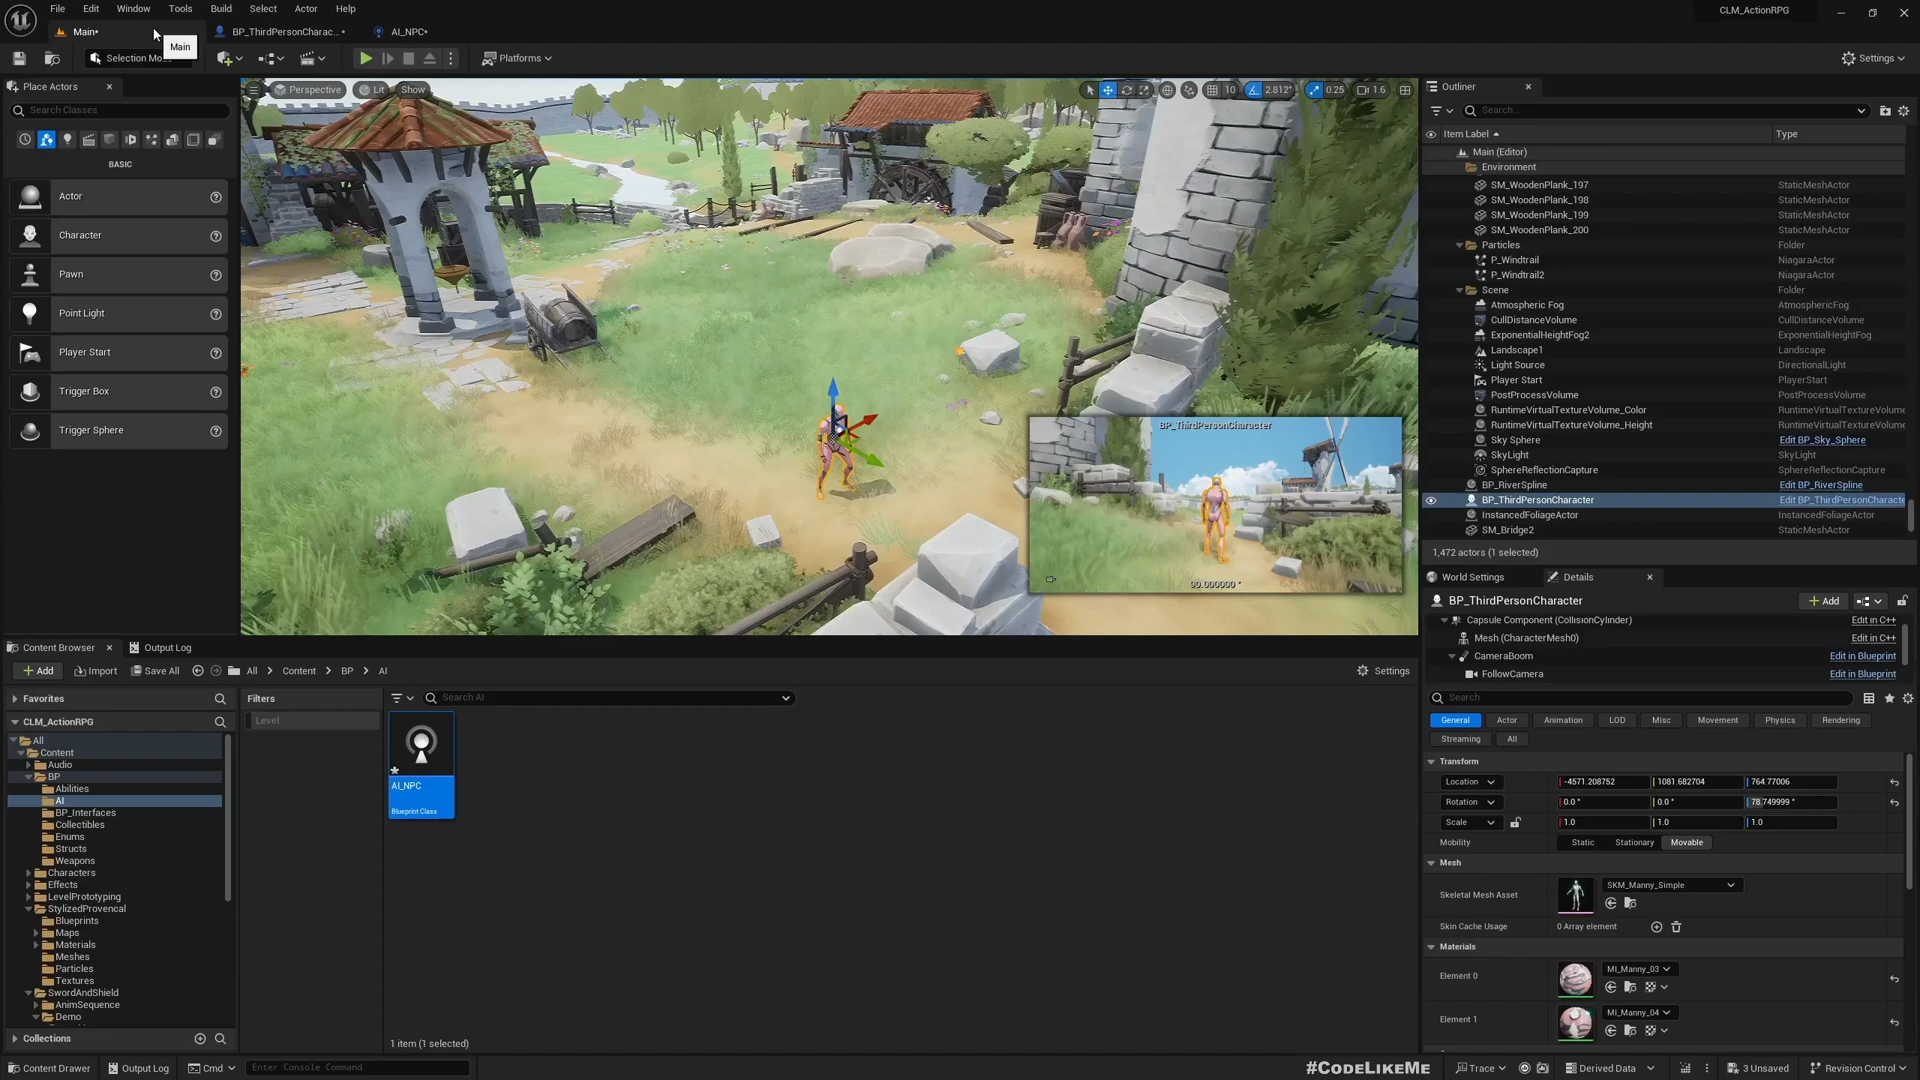 File Edit Window Tools Build Select Actor Help
CLM_ActionRPG
Main•
BP_ThirdPersonCharac...•
AI_NPC•
Main
Selection Mo
Platforms
Settings
Place Actors
Search Classes
BASIC
Actor
Character
Pawn
Point Light
Player Start
Trigger Box
Trigger Sphere
Perspective Lit Show
10 2.812° 0.25 1.6
BP_ThirdPersonCharacter
90.000000 °
Outliner
Search...
Item Label Type
Main (Editor)
Environment
SM_WoodenPlank_197 StaticMeshActor
SM_WoodenPlank_198 StaticMeshActor
SM_WoodenPlank_199 StaticMeshActor
SM_WoodenPlank_200 StaticMeshActor
Particles Folder
P_Windtrail NiagaraActor
P_Windtrail2 NiagaraActor
Scene Folder
Atmospheric Fog AtmosphericFog
CullDistanceVolume CullDistanceVolume
ExponentialHeightFog2 ExponentialHeightFog
Landscape1 Landscape
Light Source DirectionalLight
Player Start PlayerStart
PostProcessVolume PostProcessVolume
RuntimeVirtualTextureVolume_Color RuntimeVirtualTextureVolume
RuntimeVirtualTextureVolume_Height RuntimeVirtualTextureVolume
Sky Sphere Edit BP_Sky_Sphere
SkyLight SkyLight
SphereReflectionCapture SphereReflectionCapture
BP_RiverSpline Edit BP_RiverSpline
BP_ThirdPersonCharacter Edit BP_ThirdPersonCharacte
InstancedFoliageActor InstancedFoliageActor
SM_Bridge2 StaticMeshActor
1,472 actors (1 selected)
World Settings Details
BP_ThirdPersonCharacter
Add
Capsule Component (CollisionCylinder) Edit in C++
Mesh (CharacterMesh0) Edit in C++
CameraBoom Edit in Blueprint
FollowCamera Edit in Blueprint
Search
General Actor Animation LOD Misc Movement Physics Rendering
Streaming All
Transform
Location -4571.208752 1081.682704 764.77006
Rotation 0.0 ° 0.0 ° 78.749999 °
Scale 1.0 1.0 1.0
Mobility Static Stationary Movable
Mesh
Skeletal Mesh Asset SKM_Manny_Simple
Skin Cache Usage 0 Array element
Materials
Element 0 MI_Manny_03
Element 1 MI_Manny_04
Content Browser Output Log
Add Import Save All All Content BP AI Settings
Favorites
CLM_ActionRPG
All
Content
Audio
BP
Abilities
AI
BP_Interfaces
Collectibles
Enums
Structs
Weapons
Characters
Effects
LevelPrototyping
StylizedProvencal
Blueprints
Maps
Materials
Meshes
Particles
Textures
SwordAndShield
AnimSequence
Demo
Collections
Filters
Level
Search AI
AI_NPC
Blueprint Class
1 item (1 selected)
Content Drawer Output Log Cmd Enter Console Command
#CODELIKEME
Trace Derived Data 3 Unsaved Revision Control